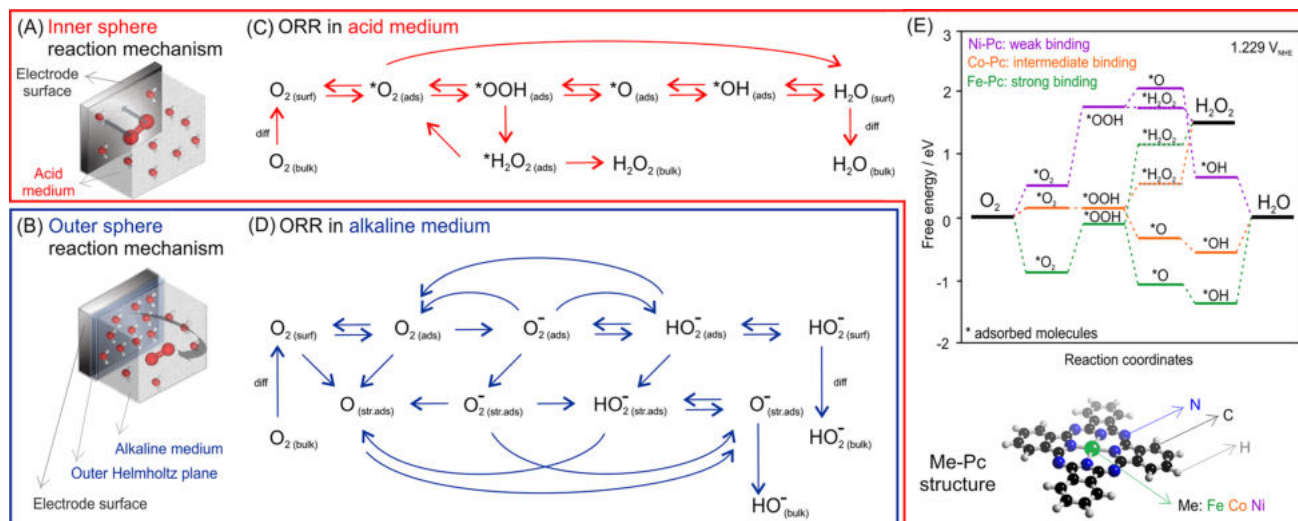 (A) Inner sphere
reaction mechanism
Electrode
surface
Acid
medium
(C) ORR in acid medium
O2 (surf)
*O2(ads)
*OOH (ads)
*O (ads)
*OH (ads)
H2O (surf)
diff
diff
O2 (bulk)
*H2O2 (ads)
H2O2 (bulk)
H2O (bulk)
(B) Outer sphere
reaction mechanism
Alkaline medium
Outer Helmholtz plane
Electrode surface
(D) ORR in alkaline medium
O2 (surf)
O2 (ads)
O2⁻ (ads)
HO2⁻ (ads)
HO2⁻ (surf)
diff
diff
O (str.ads)
O2⁻ (str.ads)
HO2⁻ (str.ads)
O⁻ (str.ads)
O2 (bulk)
HO2⁻ (bulk)
HO⁻ (bulk)
(E)
Ni-Pc: weak binding
Co-Pc: intermediate binding
Fe-Pc: strong binding
1.229 VNHE
Free energy / eV
3
2
1
0
-1
-2
O2
*O2
*O2
*O2
*OOH
*OOH
*OOH
*O
*H2O2
*H2O2
*H2O2
*O
*O
H2O2
*OH
*OH
*OH
H2O
* adsorbed molecules
Reaction coordinates
N
C
H
Me-Pc
structure
Me: Fe Co Ni